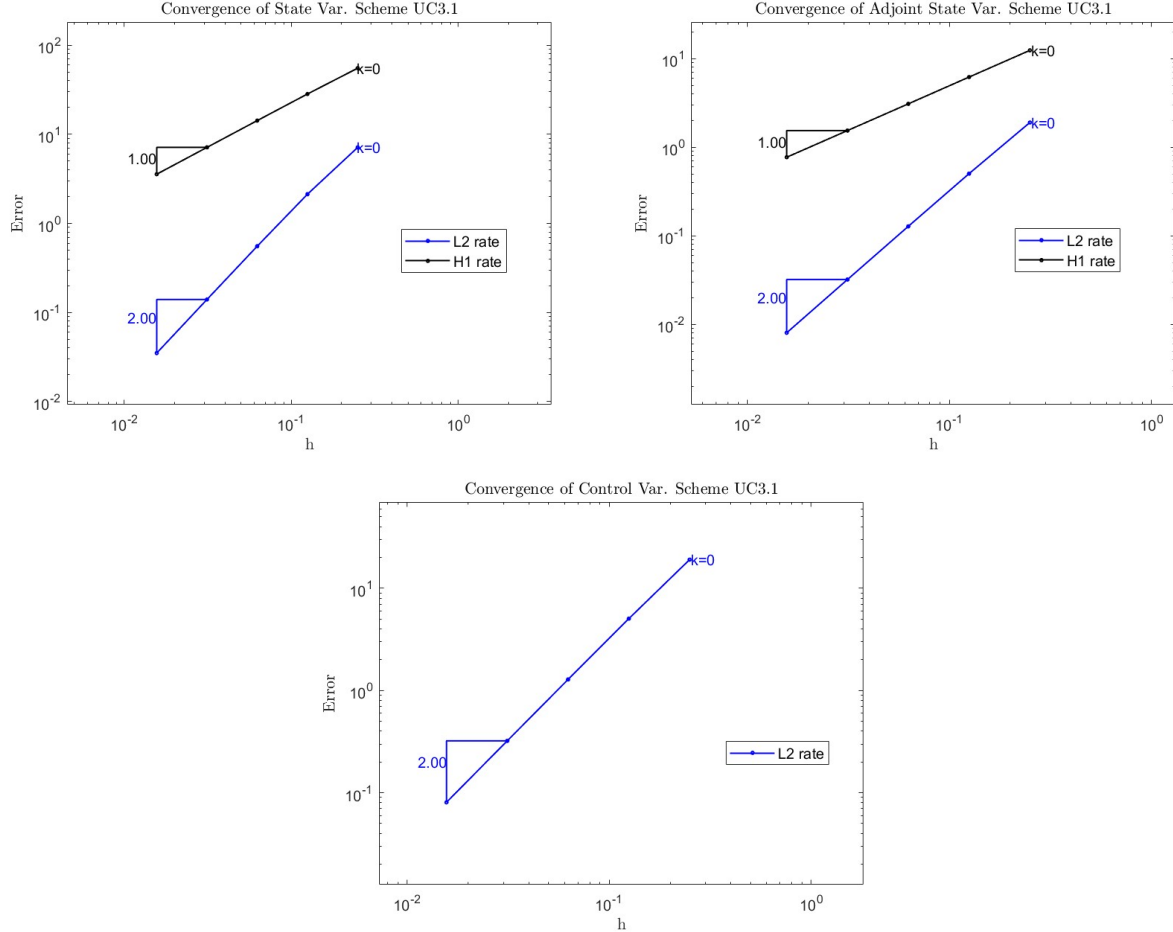 Convergence of State Var. Scheme UC3.1
10^2
10^1
10^0
10^-1
10^-2
Error
k=0
1.00
k=0
2.00
L2 rate
H1 rate
10^-2
10^-1
10^0
h
Convergence of Adjoint State Var. Scheme UC3.1
10^1
10^0
10^-1
10^-2
Error
k=0
1.00
k=0
2.00
L2 rate
H1 rate
10^-2
10^-1
10^0
h
Convergence of Control Var. Scheme UC3.1
10^1
10^0
10^-1
Error
k=0
2.00
L2 rate
10^-2
10^-1
10^0
h